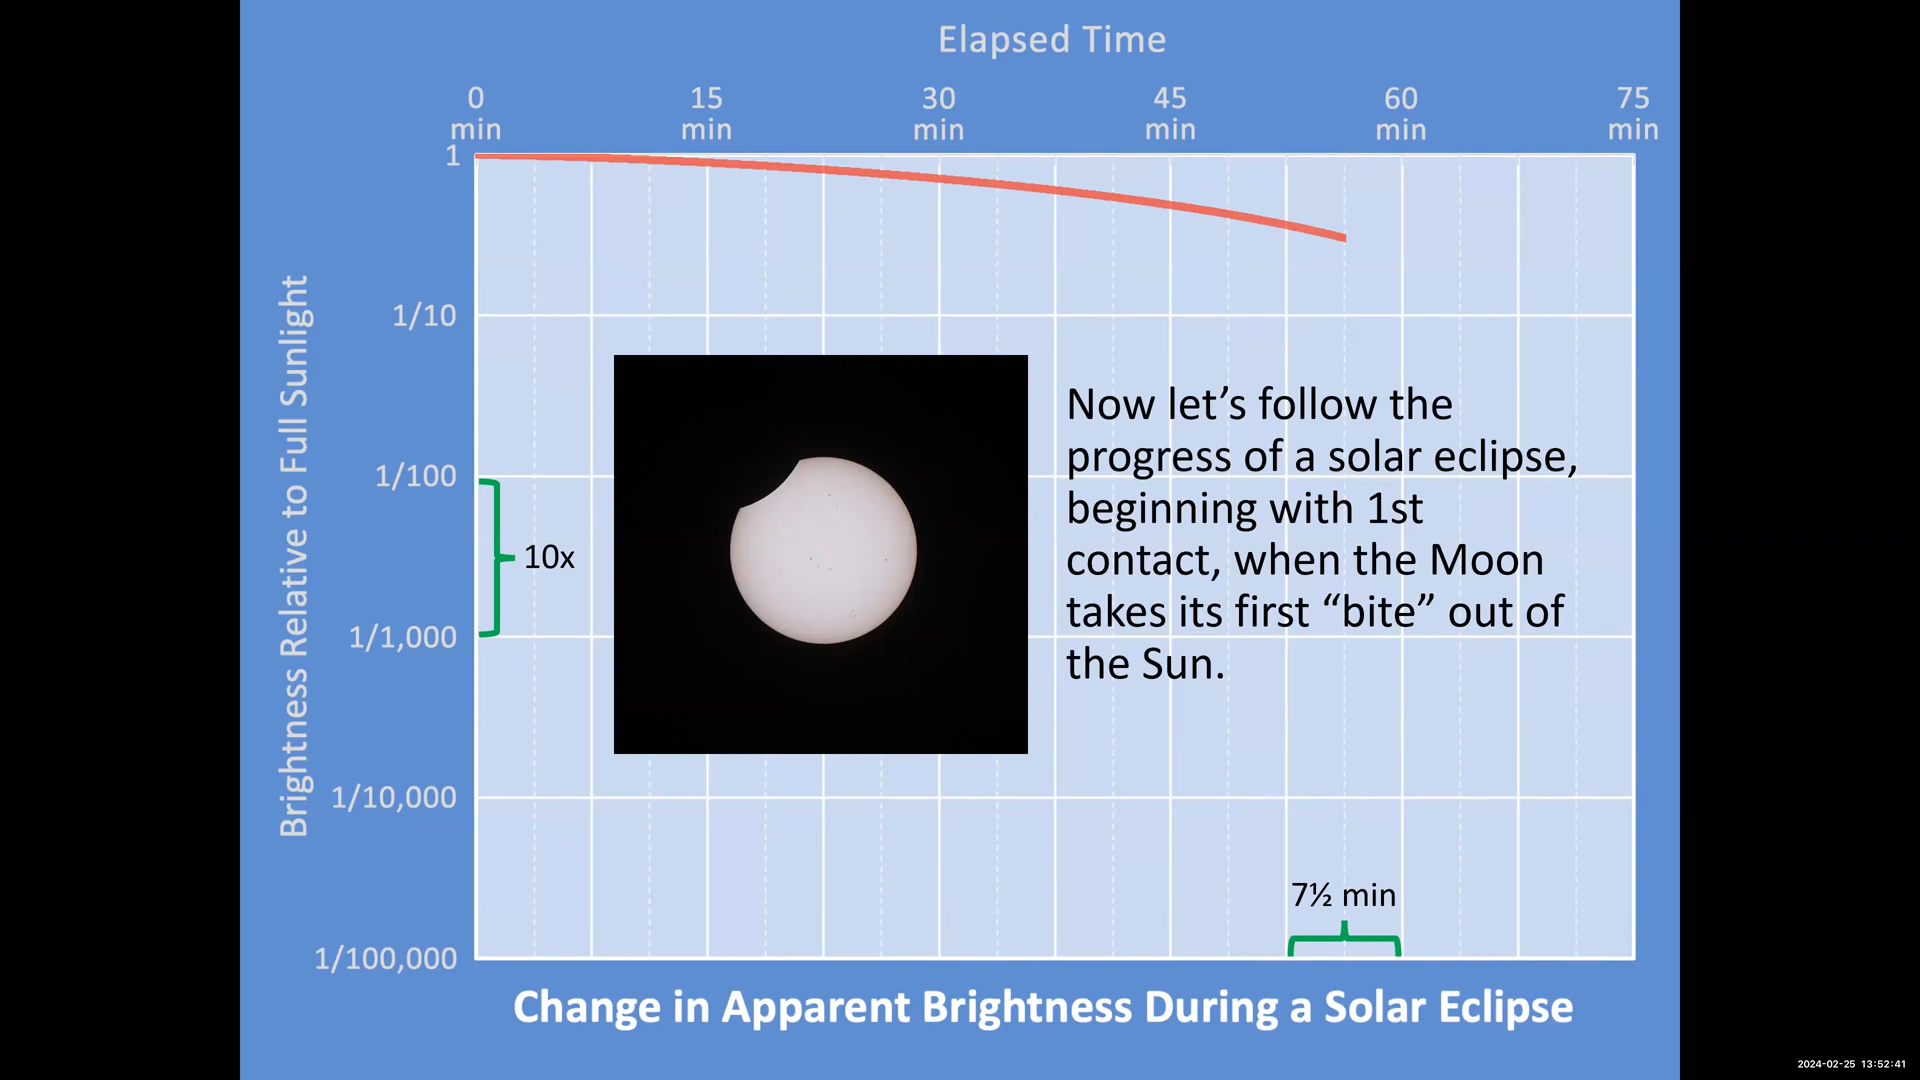 Elapsed Time
0 min
15 min
30 min
45 min
60 min
75 min
Brightness Relative to Full Sunlight
1
1/10
1/100
1/1,000
1/10,000
1/100,000
10x
Now let’s follow the
progress of a solar eclipse,
beginning with 1st
contact, when the Moon
takes its first “bite” out of
the Sun.
7½ min
Change in Apparent Brightness During a Solar Eclipse
2024-02-25 13:52:41